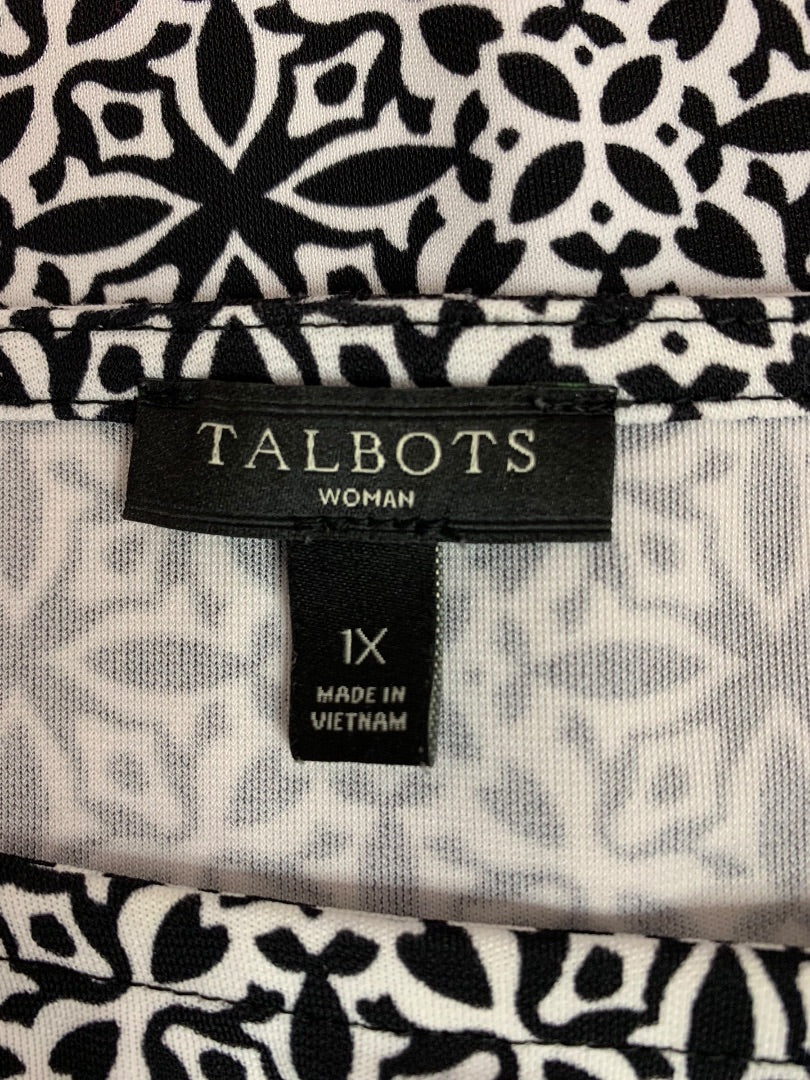 TALBOTS
WOMAN
1X
MADE IN
VIETNAM